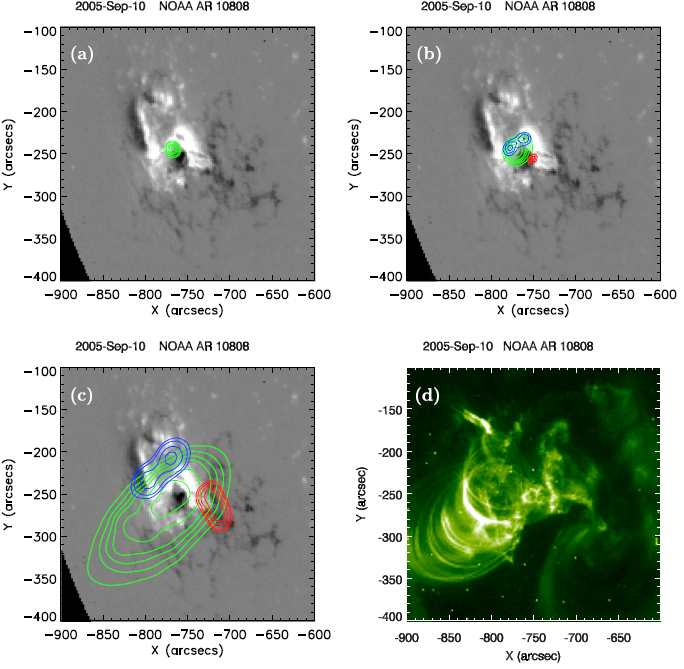 2005-Sep-10 NOAA AR 10808
2005-Sep-10 NOAA AR 10808
(a)
(b)
Y (arcsecs)
-100
-150
-200
-250
-300
-350
-400
-900 -850 -800 -750 -700 -650 -600
X (arcsecs)
Y (arcsecs)
-100
-150
-200
-250
-300
-350
-400
-900 -850 -800 -750 -700 -650 -600
X (arcsecs)
2005-Sep-10 NOAA AR 10808
2005-Sep-10 NOAA AR 10808
(c)
(d)
Y (arcsecs)
-100
-150
-200
-250
-300
-350
-400
-900 -850 -800 -750 -700 -650 -600
X (arcsecs)
Y (arcsec)
-150
-200
-250
-300
-350
-400
-900 -850 -800 -750 -700 -650
X (arcsec)